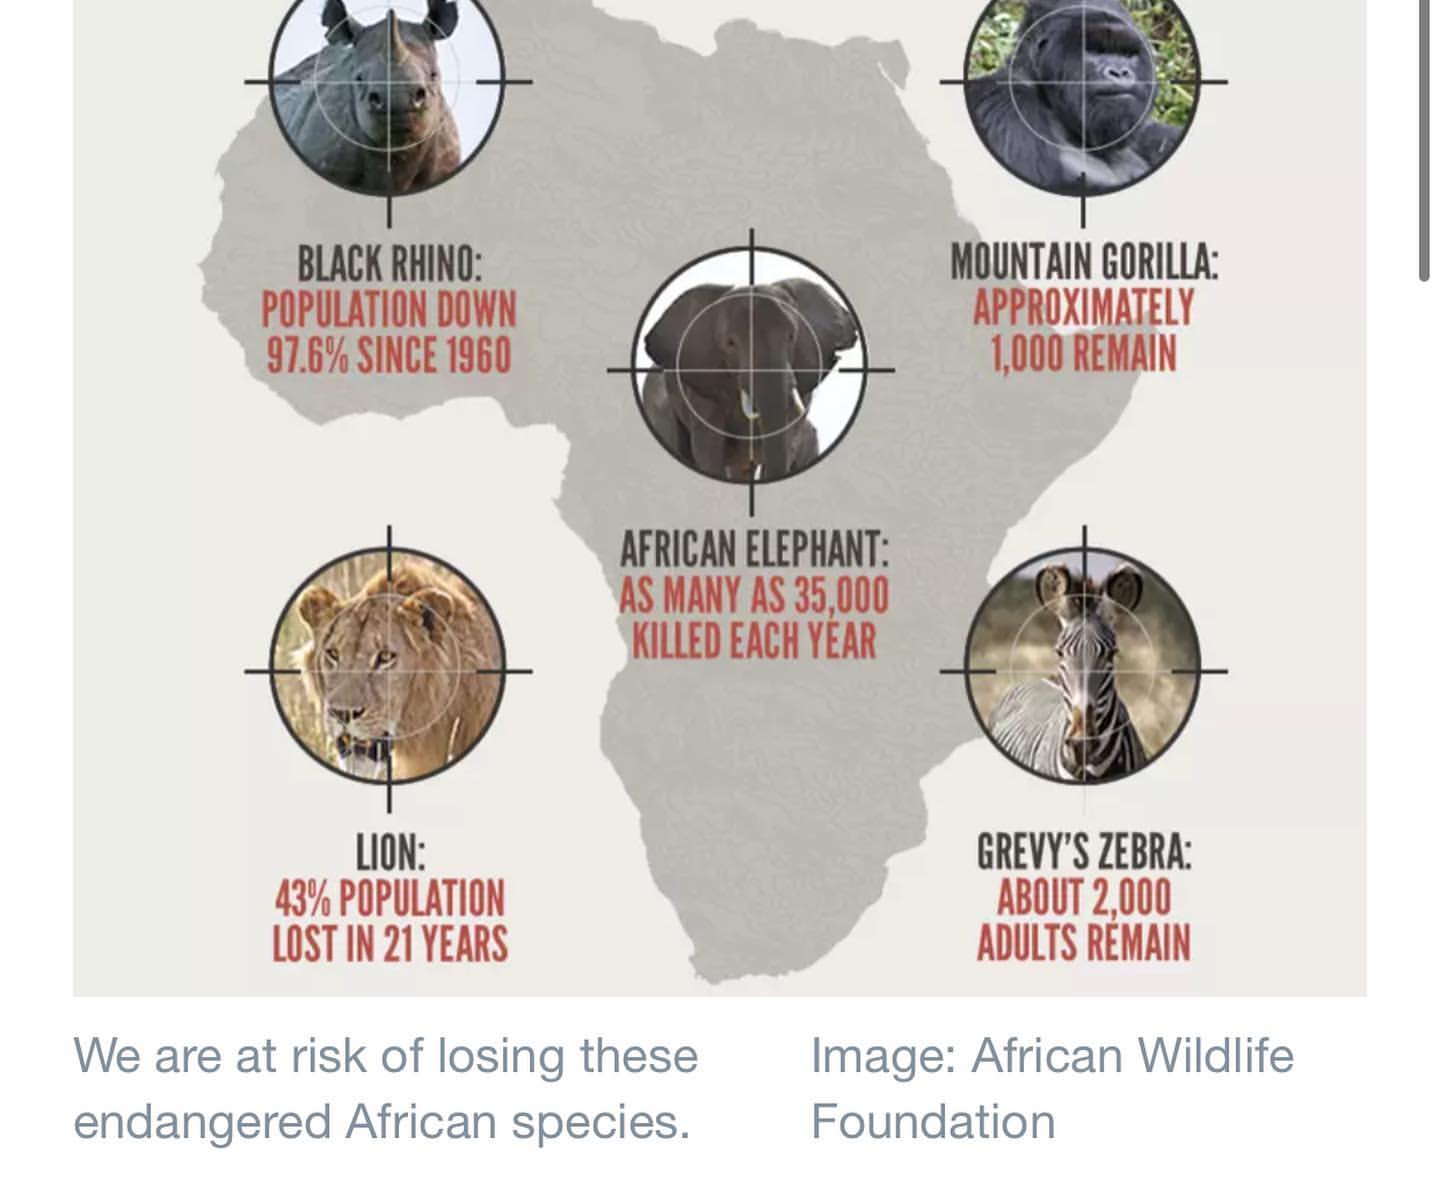 BLACK RHINO:
POPULATION DOWN
97.6% SINCE 1960
MOUNTAIN GORILLA:
APPROXIMATELY
1,000 REMAIN
AFRICAN ELEPHANT:
AS MANY AS 35,000
KILLED EACH YEAR
LION:
43% POPULATION
LOST IN 21 YEARS
GREVY'S ZEBRA:
ABOUT 2,000
ADULTS REMAIN
We are at risk of losing these
endangered African species.
Image: African Wildlife
Foundation